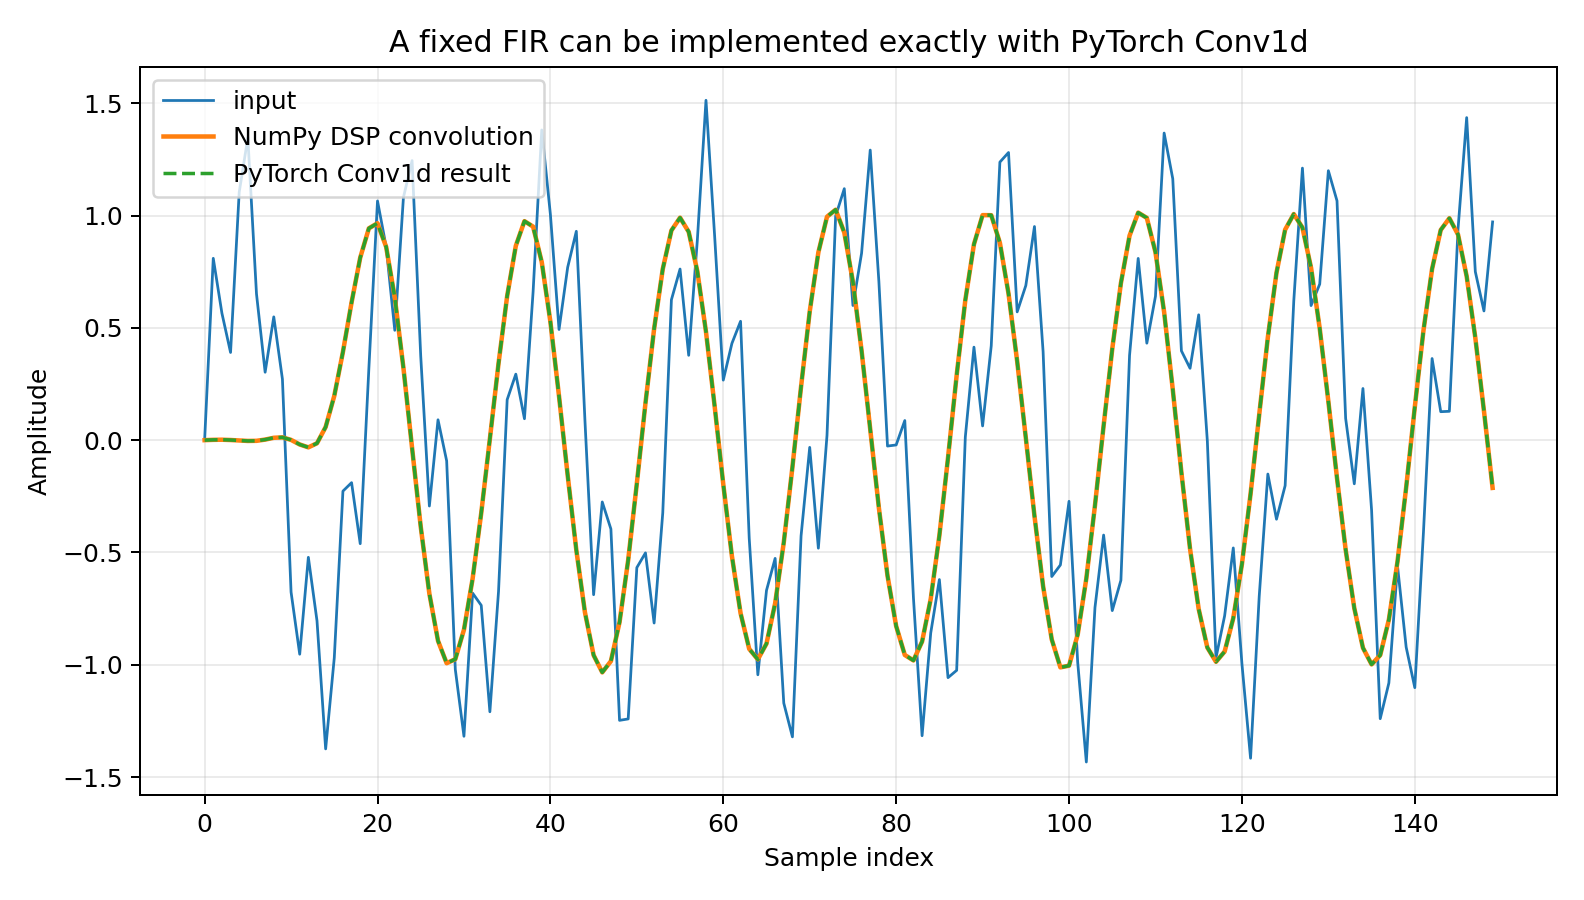 A fixed FIR can be implemented exactly with PyTorch Conv1d
input
NumPy DSP convolution
PyTorch Conv1d result
1.5
1.0
0.5
0.0
−0.5
−1.0
−1.5
Amplitude
0 20 40 60 80 100 120 140
Sample index